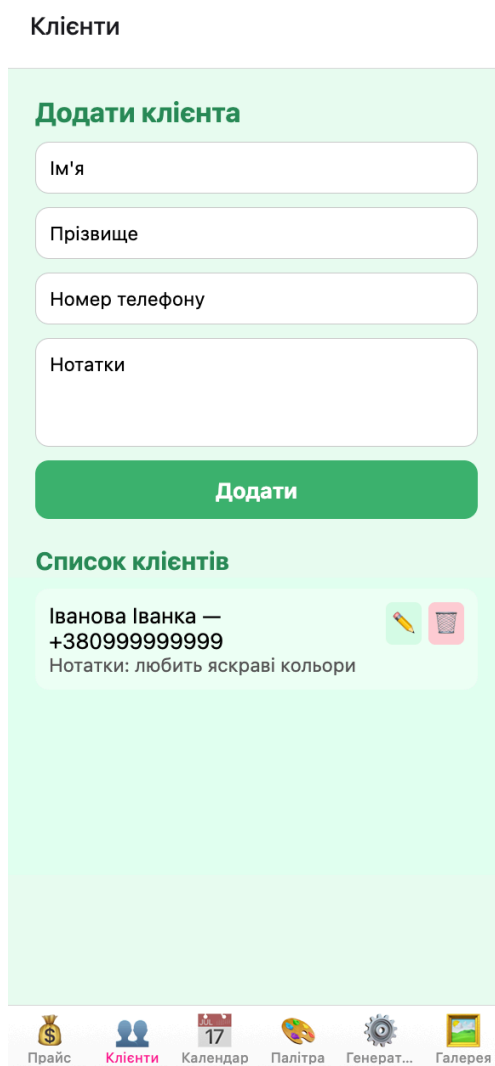 Клієнти
Додати клієнта
Ім'я
Прізвище
Номер телефону
Нотатки
Додати
Список клієнтів
Іванова Іванка —
+380999999999
Нотатки: любить яскраві кольори
JUL
17
Прайс
Клієнти
Календар
Палітра
Генерат...
Галерея